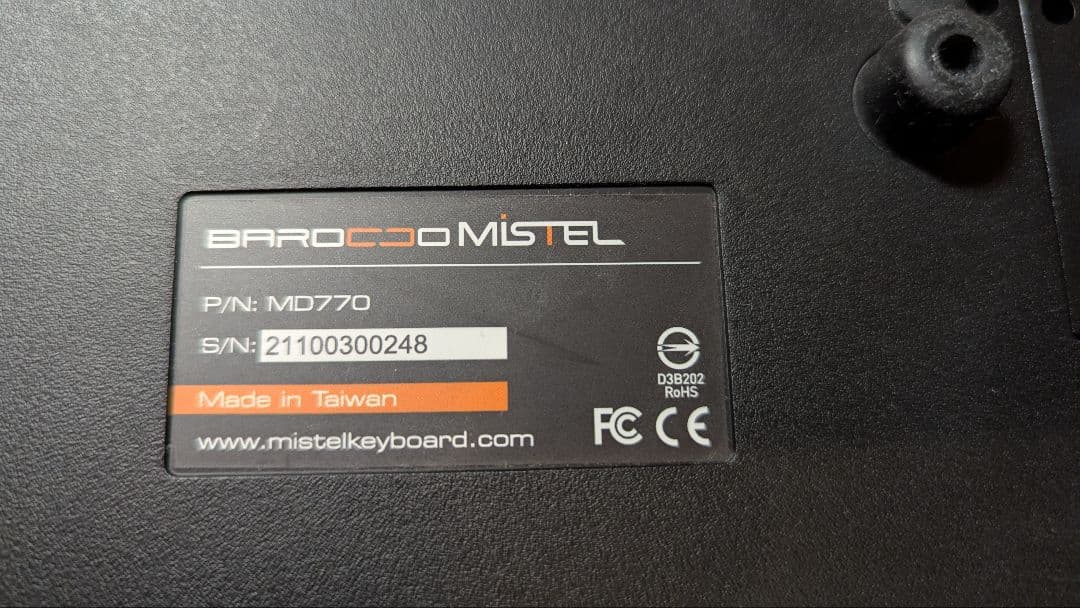 BAROCCO MiSTEL
P/N: MD770
S/N: 21100300248
Made in Taiwan
www.mistelkeyboard.com
D3B202
RoHS
FC CE